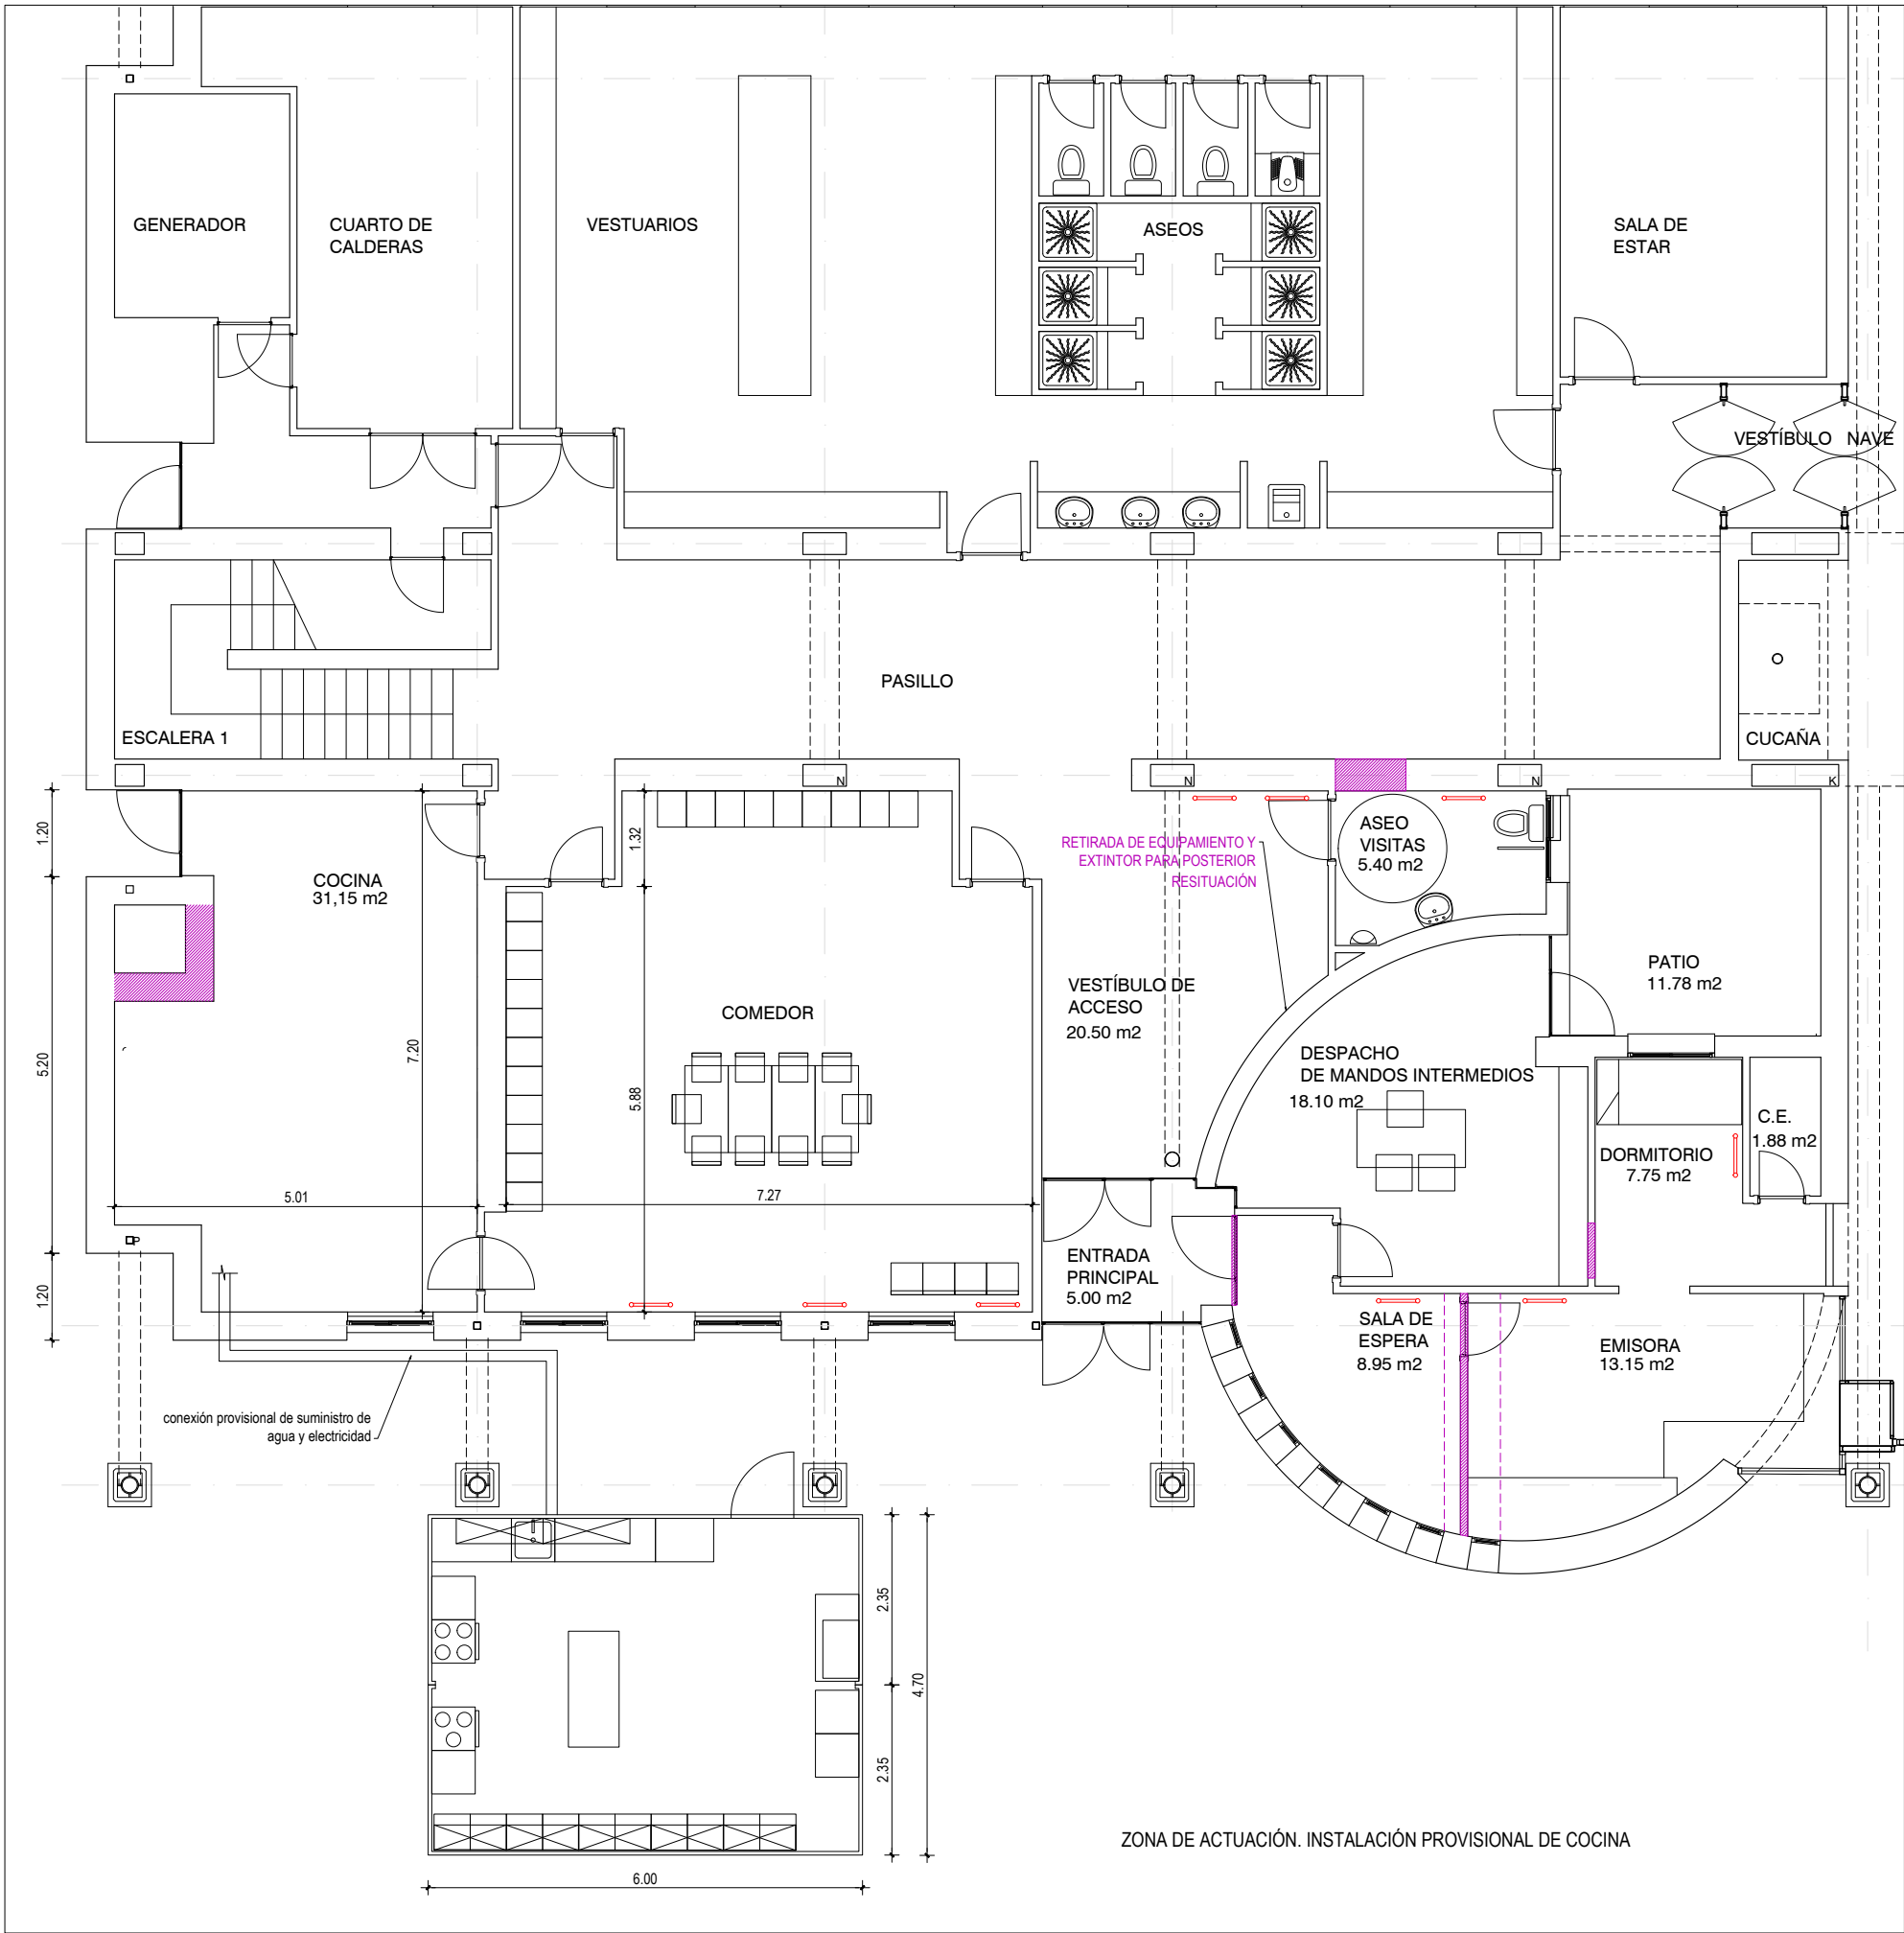 GENERADOR
CUARTO DE
CALDERAS
VESTUARIOS
ASEOS
SALA DE
ESTAR
VESTÍBULO NAVE
PASILLO
ESCALERA 1
CUCAÑA
N
N
N
K
1.20
5.20
1.20
COCINA
31,15 m2
7.20
5.01
1.32
5.88
COMEDOR
7.27
RETIRADA DE EQUIPAMIENTO Y
EXTINTOR PARA POSTERIOR
RESITUACIÓN
ASEO
VISITAS
5.40 m2
VESTÍBULO DE
ACCESO
20.50 m2
PATIO
11.78 m2
DESPACHO
DE MANDOS INTERMEDIOS
18.10 m2
C.E.
1.88 m2
DORMITORIO
7.75 m2
ENTRADA
PRINCIPAL
5.00 m2
SALA DE
ESPERA
8.95 m2
EMISORA
13.15 m2
conexión provisional de suministro de
agua y electricidad
2.35
4.70
2.35
6.00
ZONA DE ACTUACIÓN. INSTALACIÓN PROVISIONAL DE COCINA